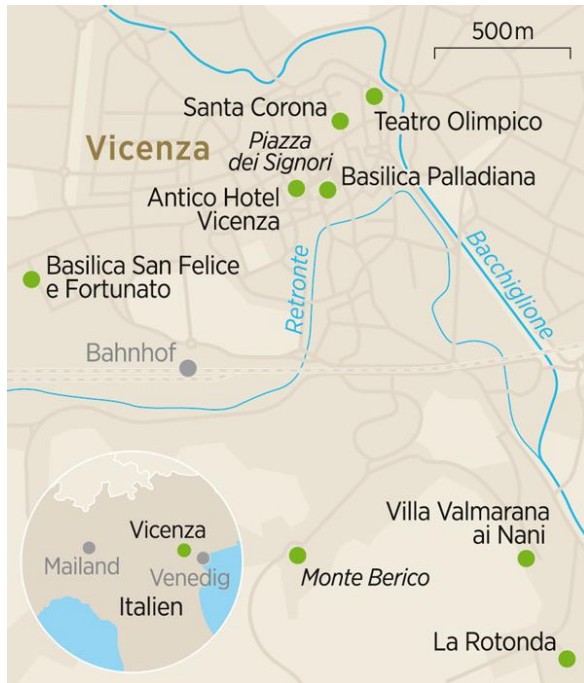 500 m
Santa Corona
Teatro Olimpico
Vicenza
Piazza
dei Signori
Basilica Palladiana
Antico Hotel
Vicenza
Basilica San Felice
e Fortunato
Retronte
Bacchiglione
Bahnhof
Villa Valmarana
ai Nani
Vicenza
Mailand
Venedig
Italien
Monte Berico
La Rotonda